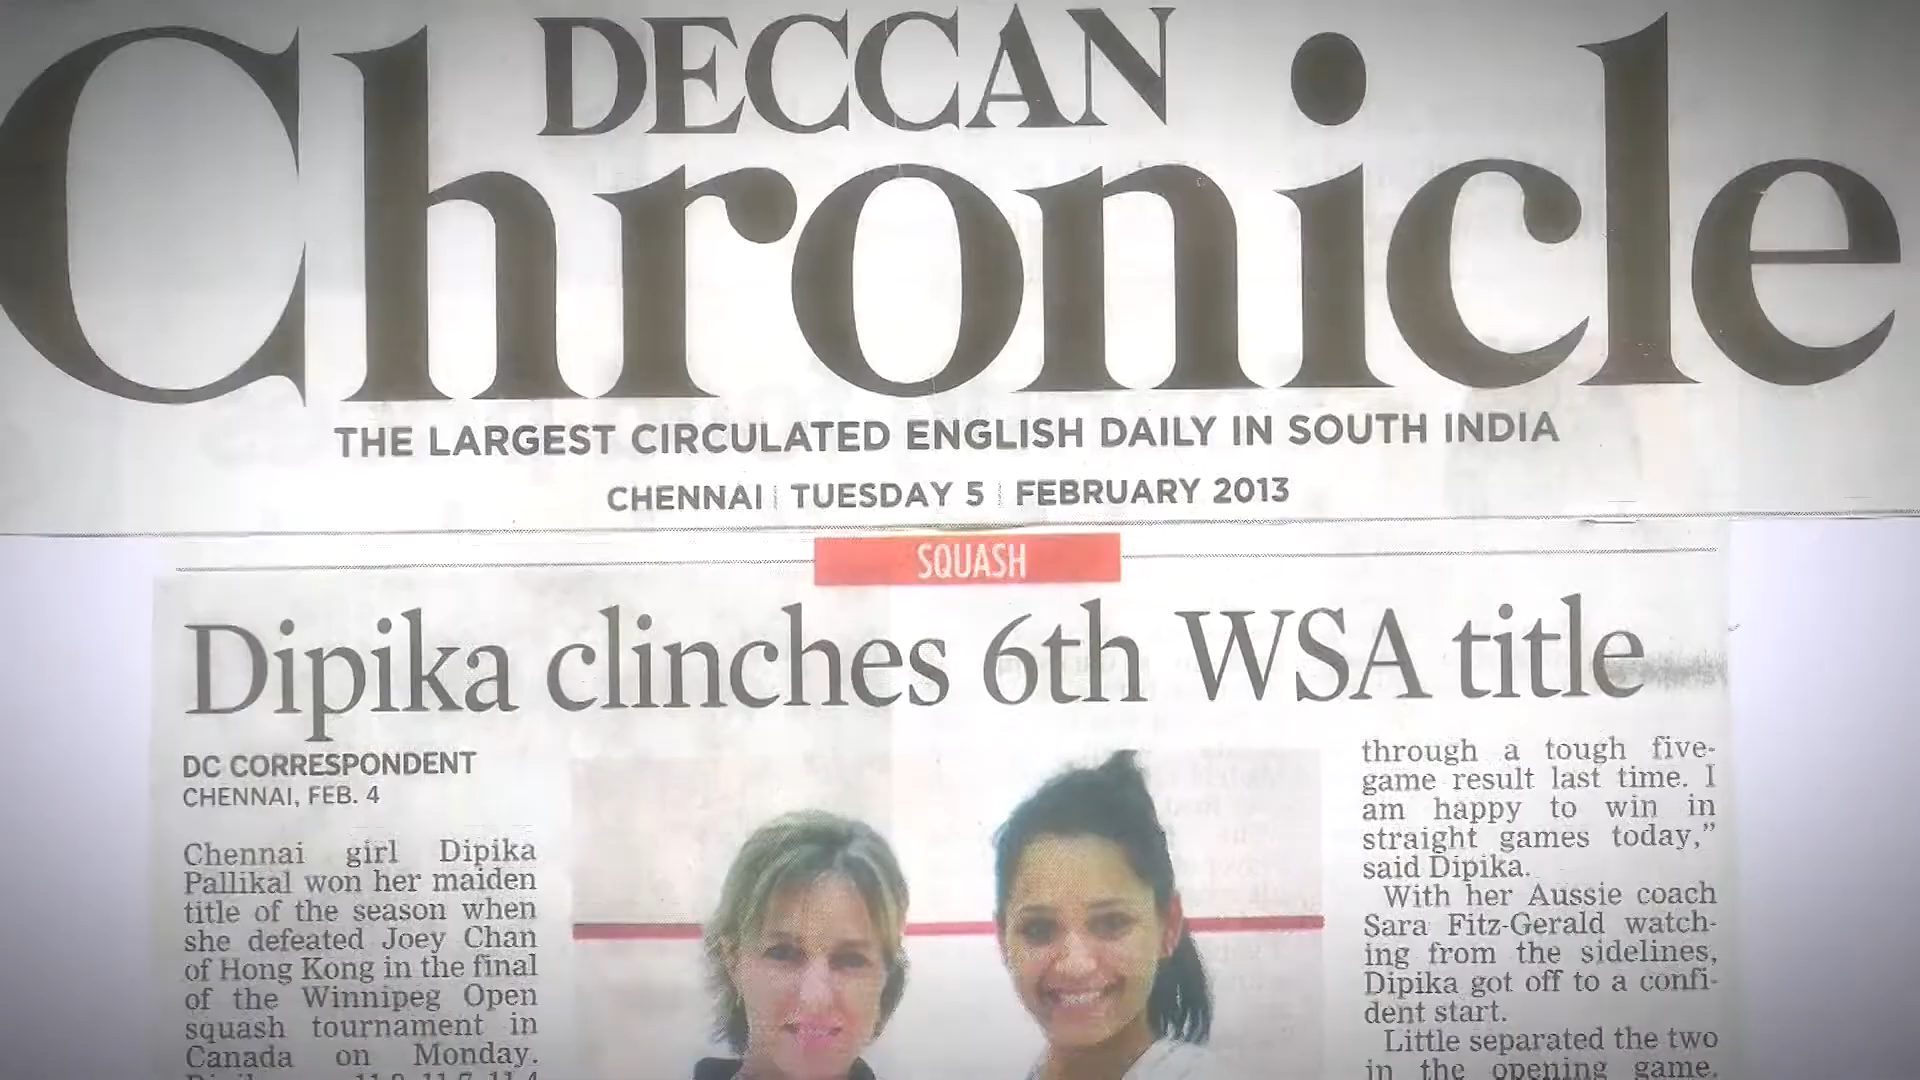 DECCAN
Chronicle
THE LARGEST CIRCULATED ENGLISH DAILY IN SOUTH INDIA
CHENNAI | TUESDAY 5 | FEBRUARY 2013
SQUASH
Dipika clinches 6th WSA title
DC CORRESPONDENT
CHENNAI, FEB. 4
Chennai girl Dipika
Pallikal won her maiden
title of the season when
she defeated Joey Chan
of Hong Kong in the final
of the Winnipeg Open
squash tournament in
Canada on Monday.
through a tough five-
game result last time. I
am happy to win in
straight games today,”
said Dipika.
With her Aussie coach
Sara Fitz-Gerald watch-
ing from the sidelines,
Dipika got off to a confi-
dent start.
Little separated the two
in the opening game.